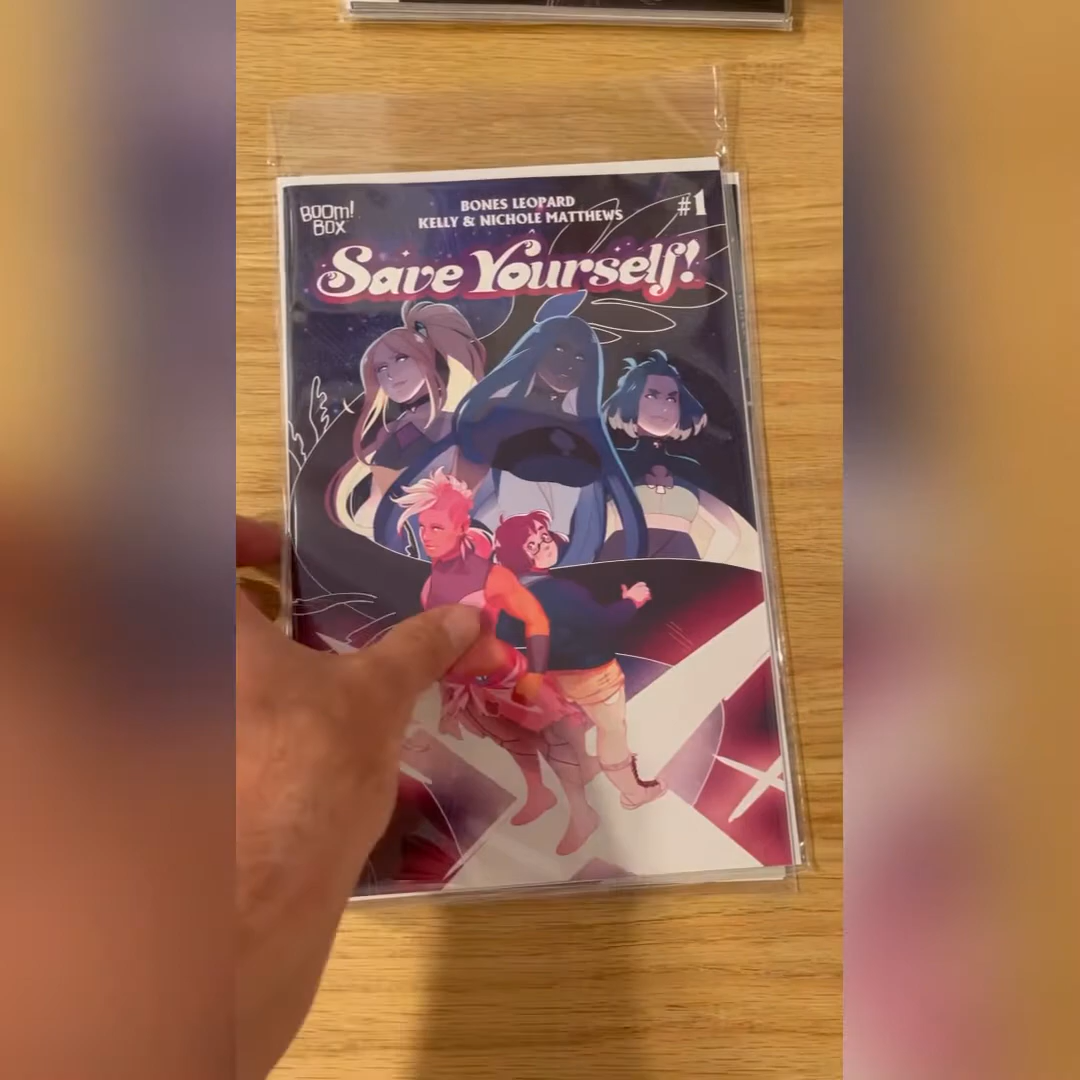 BOOM!
BOX
BONES LEOPARD
KELLY & NICHOLE MATTHEWS
#1
Save Yourself!